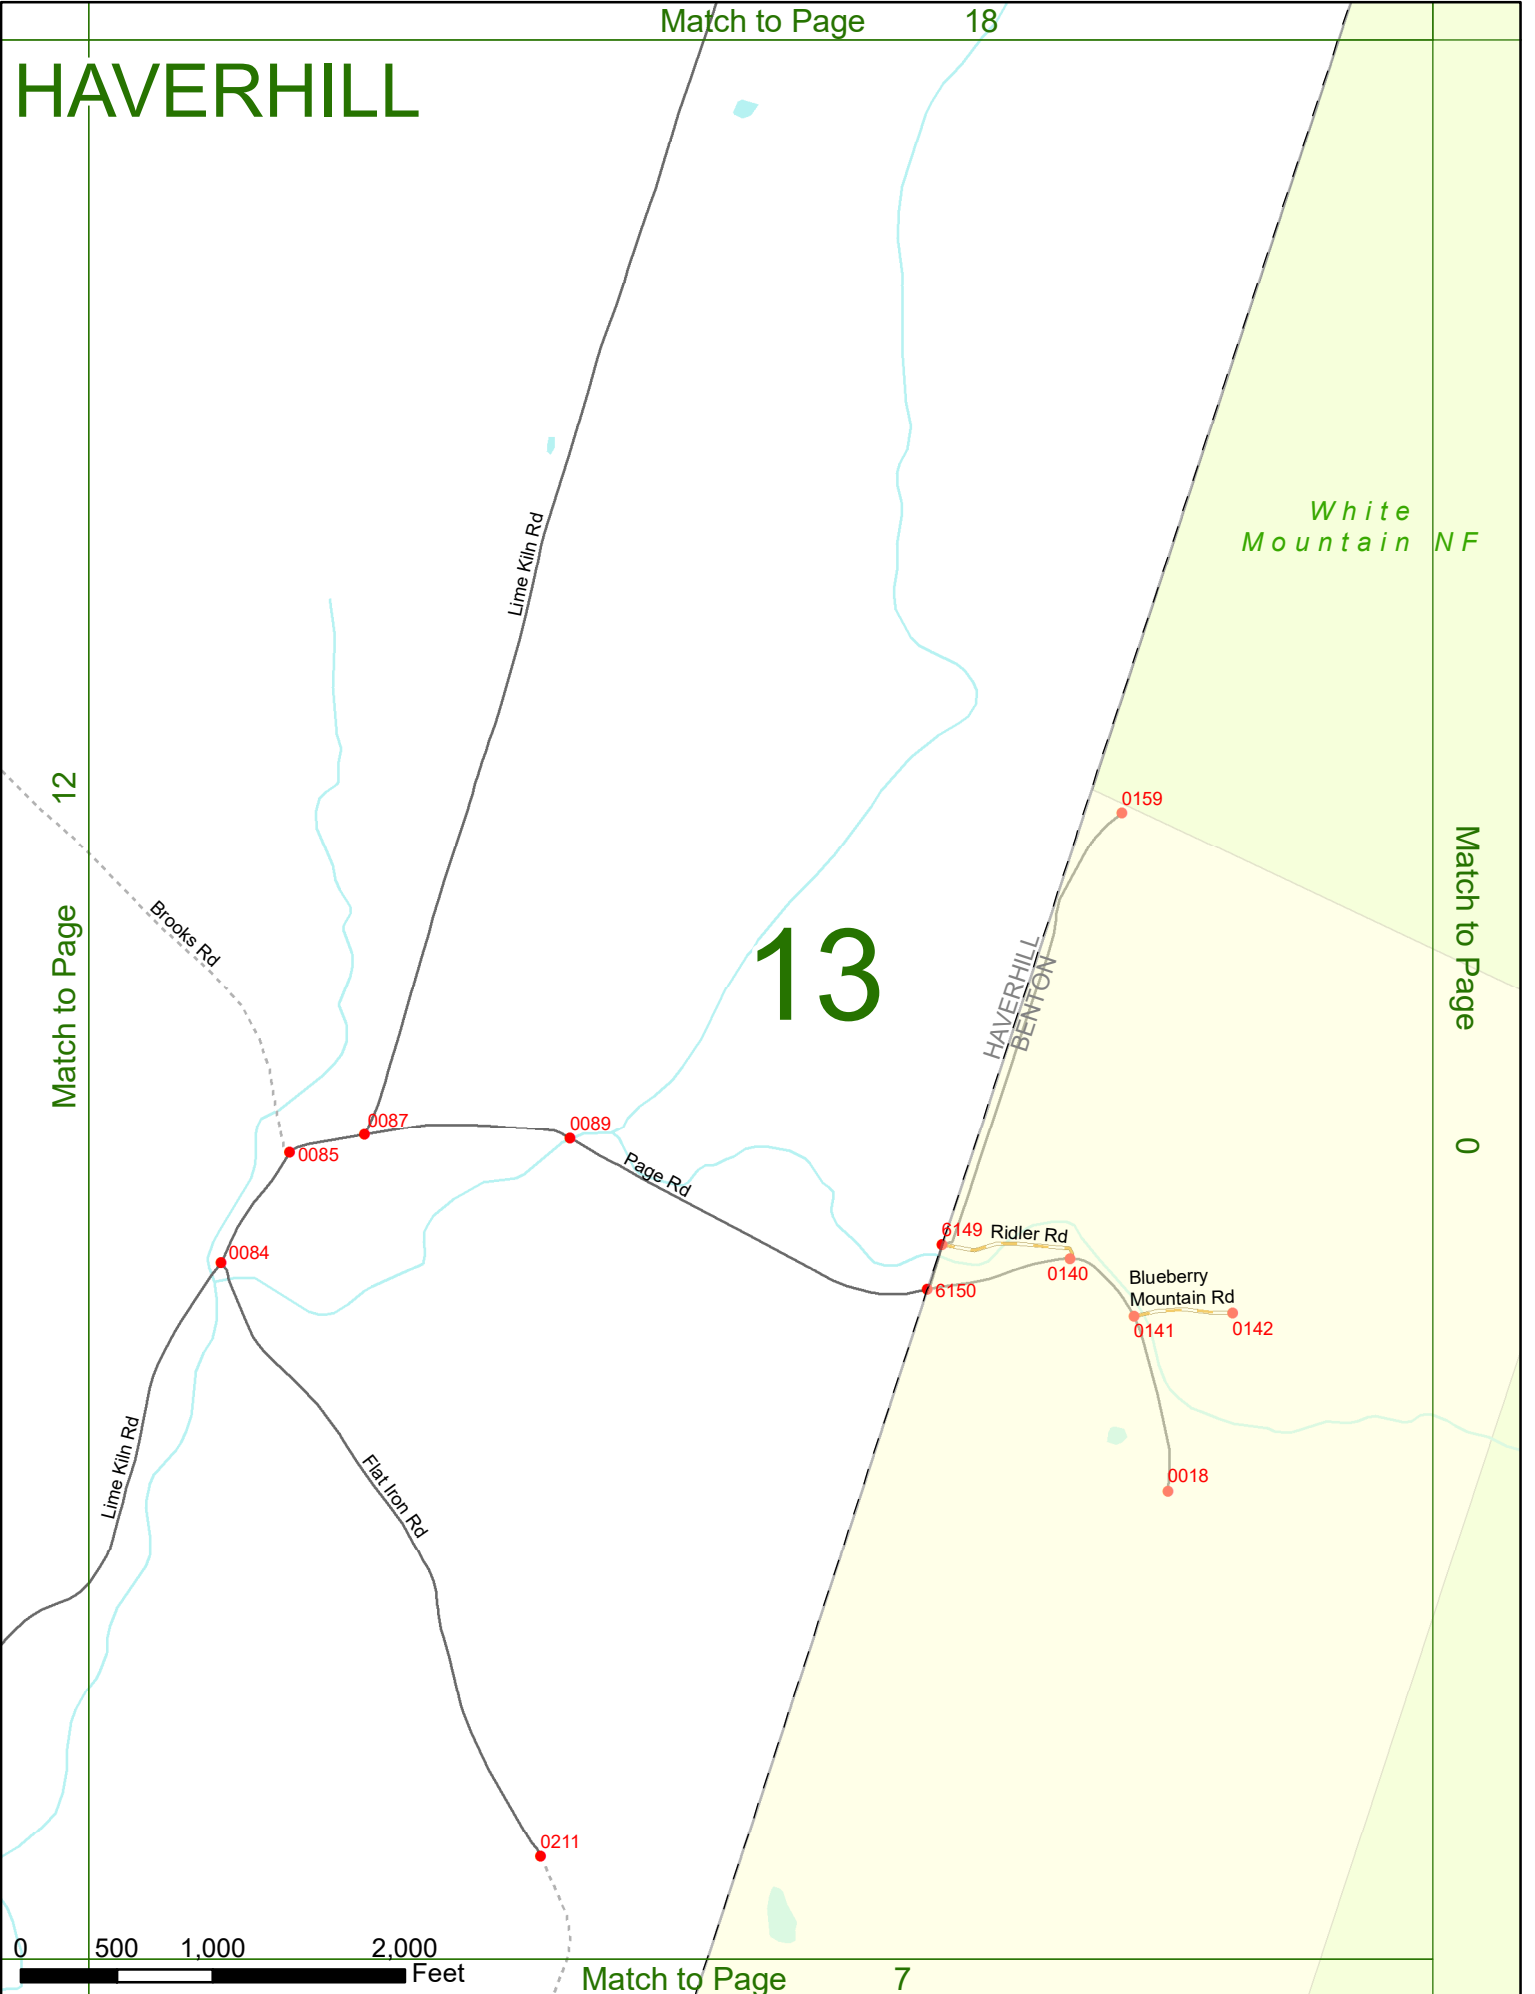 Match to Page 18
HAVERHILL
White
Mountain NF
Lime Kiln Rd
Match to Page 12
0159
Match to Page 0
Brooks Rd
13
HAVERHILL
BENTON
0087
0089
0085
Page Rd
6149
Ridler Rd
0084
0140
6150
Blueberry
Mountain Rd
0141
0142
Lime Kiln Rd
Flat Iron Rd
0018
0211
0 500 1,000 2,000
Feet
Match to Page 7